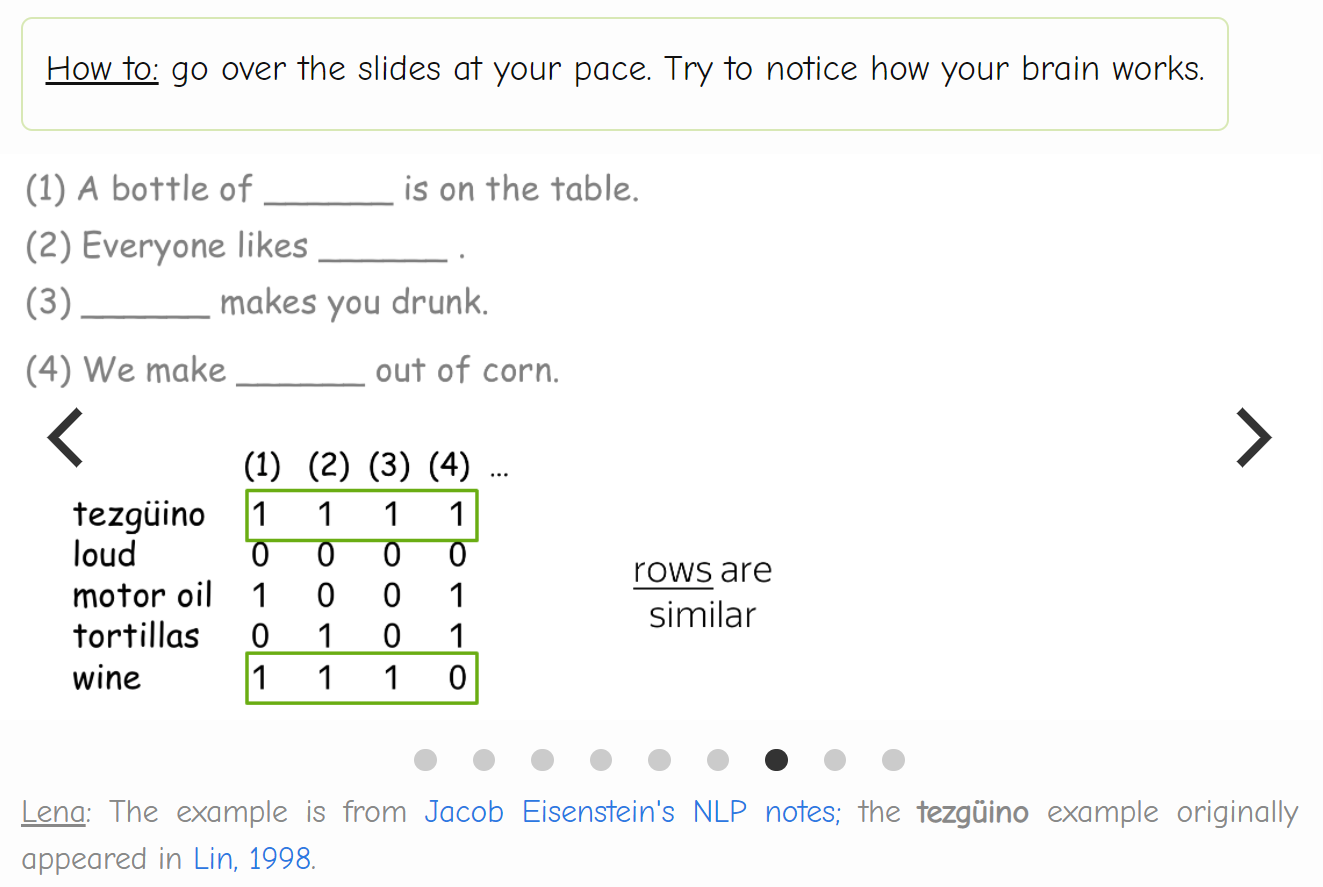 How to: go over the slides at your pace. Try to notice how your brain works.
(1) A bottle of ______ is on the table.
(2) Everyone likes ______ .
(3) ______ makes you drunk.
(4) We make ______ out of corn.
(1) (2) (3) (4) ...
tezgüino 1 1 1 1
loud 0 0 0 0
motor oil 1 0 0 1
tortillas 0 1 0 1
wine 1 1 1 0
rows are
similar
Lena: The example is from Jacob Eisenstein's NLP notes; the tezgüino example originally
appeared in Lin, 1998.